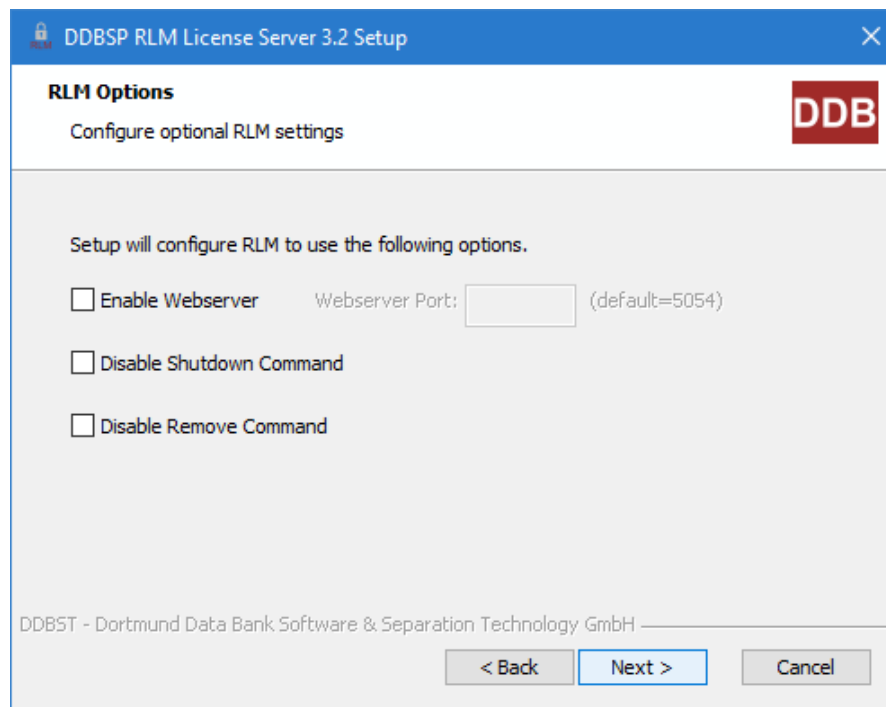 RLM
DDBSP RLM License Server 3.2 Setup
RLM Options
Configure optional RLM settings
DDB
Setup will configure RLM to use the following options.
Enable Webserver Webserver Port: (default=5054)
Disable Shutdown Command
Disable Remove Command
DDBST - Dortmund Data Bank Software & Separation Technology GmbH
< Back Next > Cancel